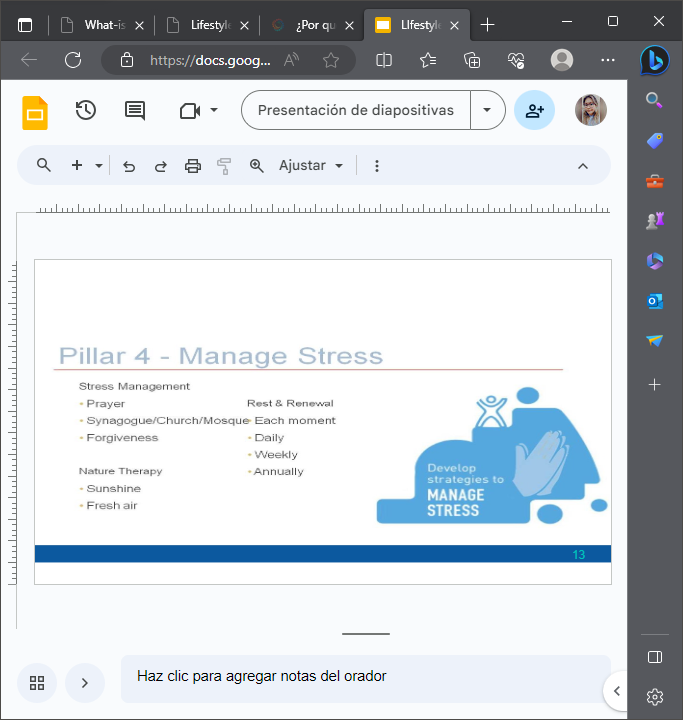 What-is
Lifestyle
¿Por qu
LIfestyle
https://docs.goog...
Presentación de diapositivas
Ajustar
Pillar 4 - Manage Stress
Stress Management
• Prayer
• Synagogue/Church/Mosque
• Forgiveness
Nature Therapy
• Sunshine
• Fresh air
Rest & Renewal
• Each moment
• Daily
• Weekly
• Annually
Develop
strategies to
MANAGE
STRESS
13
Haz clic para agregar notas del orador